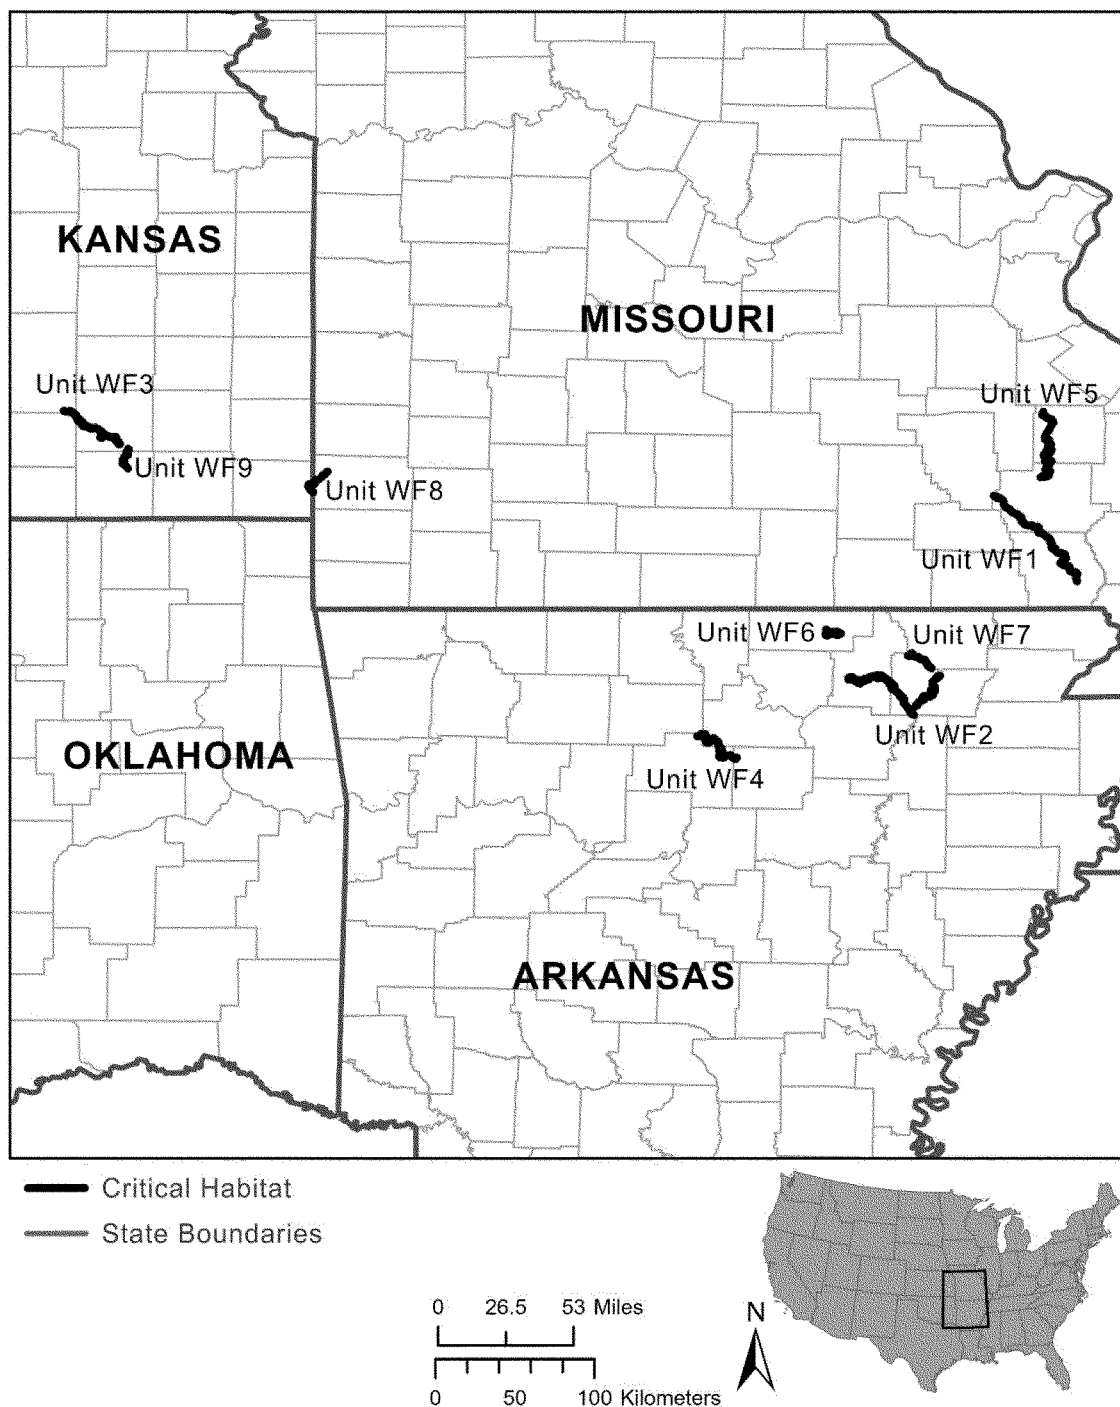 KANSAS
MISSOURI
Unit WF3
Unit WF5
Unit WF9
Unit WF8
Unit WF1
Unit WF6
Unit WF7
Unit WF2
OKLAHOMA
Unit WF4
ARKANSAS
Critical Habitat
State Boundaries
0 26.5 53 Miles
N
0 50 100 Kilometers